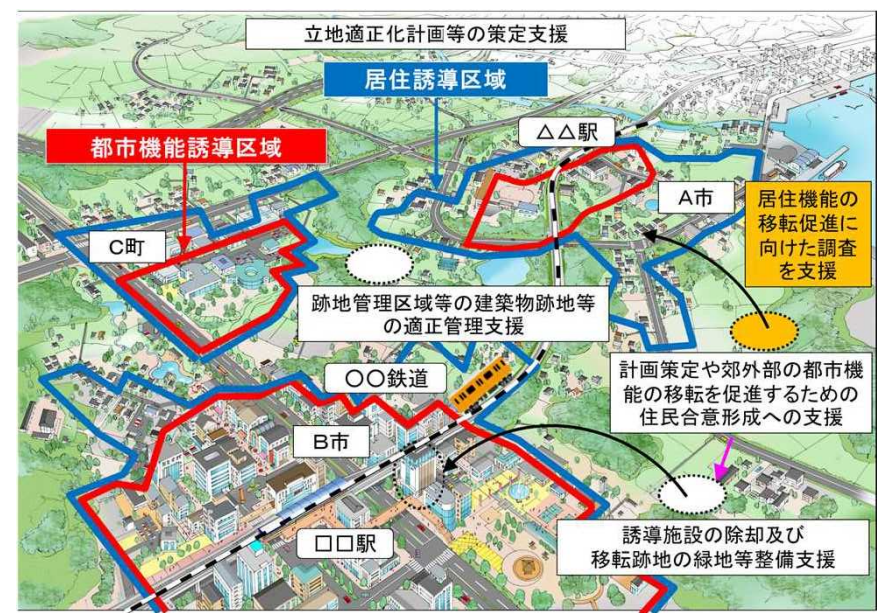 立地適正化計画等の策定支援
居住誘導区域
△△駅
都市機能誘導区域
A市
居住機能の
移転促進に
向けた調査
を支援
C町
跡地管理区域等の建築物跡地等
の適正管理支援
〇〇鉄道
計画策定や郊外部の都市機
能の移転を促進するための
住民合意形成への支援
B市
□□駅
誘導施設の除却及び
移転跡地の緑地等整備支援